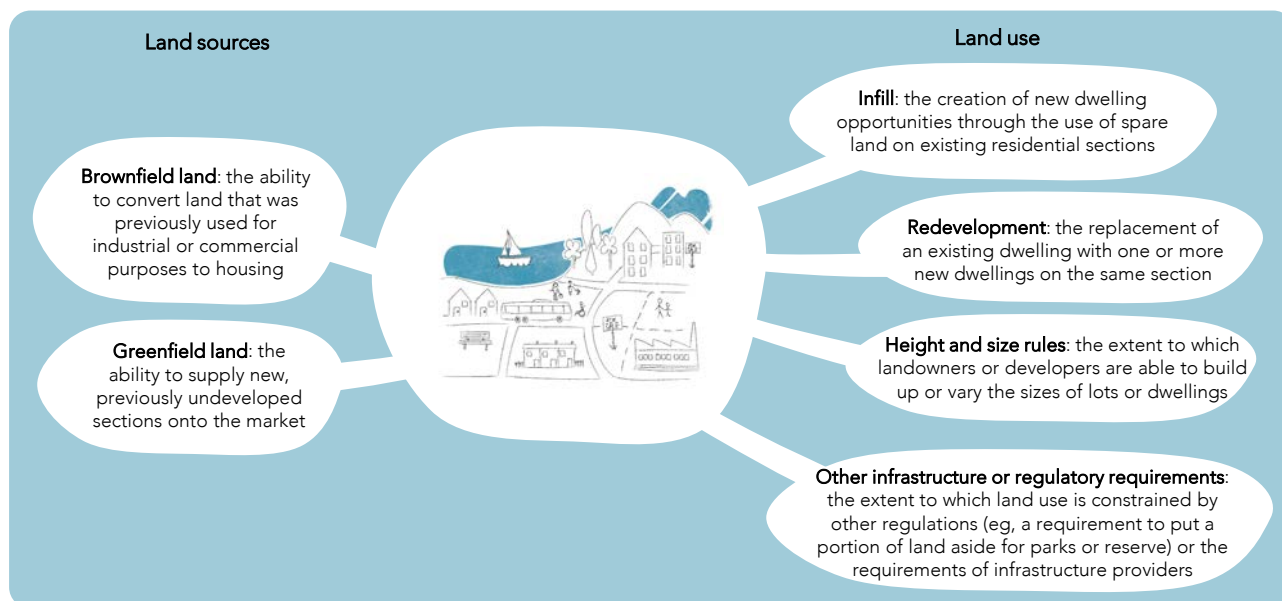 Land sources
Brownfield land: the ability
to convert land that was
previously used for
industrial or commercial
purposes to housing
Greenfield land: the
ability to supply new,
previously undeveloped
sections onto the market
Land use
Infill: the creation of new dwelling
opportunities through the use of spare
land on existing residential sections
Redevelopment: the replacement of
an existing dwelling with one or more
new dwellings on the same section
Height and size rules: the extent to which
landowners or developers are able to build
up or vary the sizes of lots or dwellings
Other infrastructure or regulatory requirements:
the extent to which land use is constrained by
other regulations (eg, a requirement to put a
portion of land aside for parks or reserve) or the
requirements of infrastructure providers